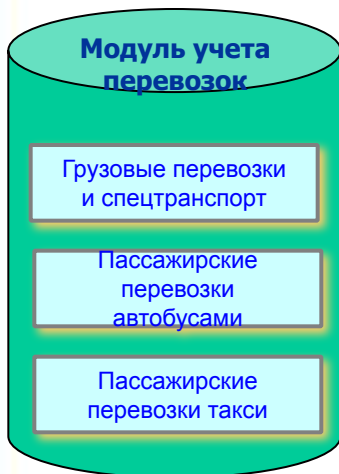 Модуль учета
перевозок
Грузовые перевозки
и спецтранспорт
Пассажирские
перевозки
автобусами
Пассажирские
перевозки такси